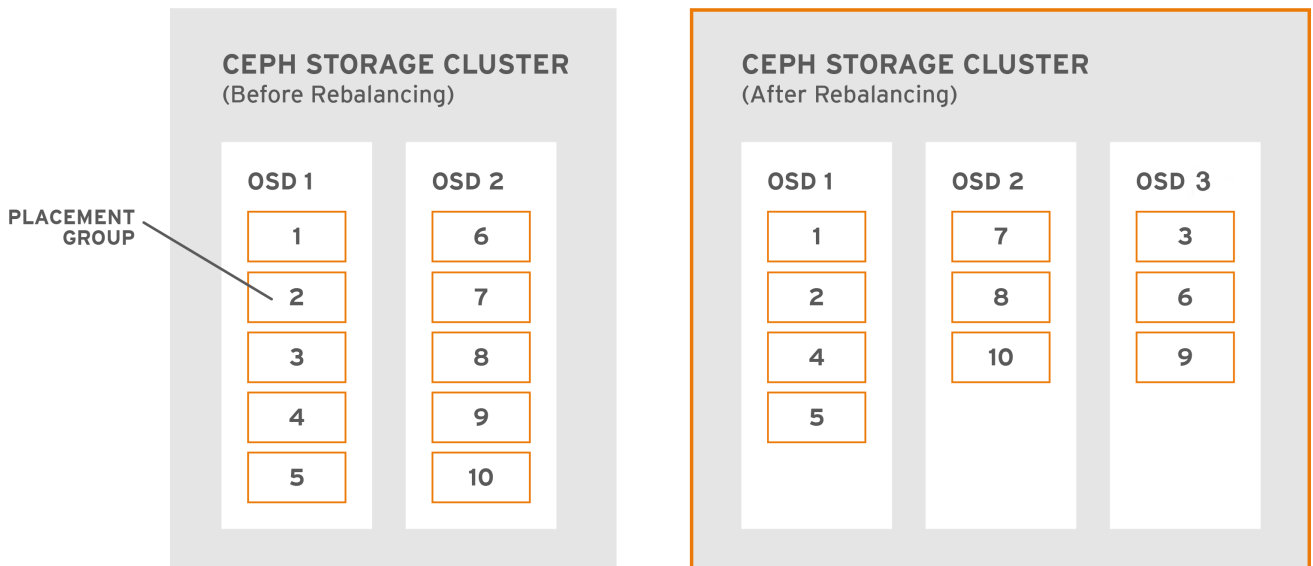 CEPH STORAGE CLUSTER
(Before Rebalancing)
PLACEMENT
GROUP
OSD 1
1
2
3
4
5
OSD 2
6
7
8
9
10
CEPH STORAGE CLUSTER
(After Rebalancing)
OSD 1
1
2
4
5
OSD 2
7
8
10
OSD 3
3
6
9